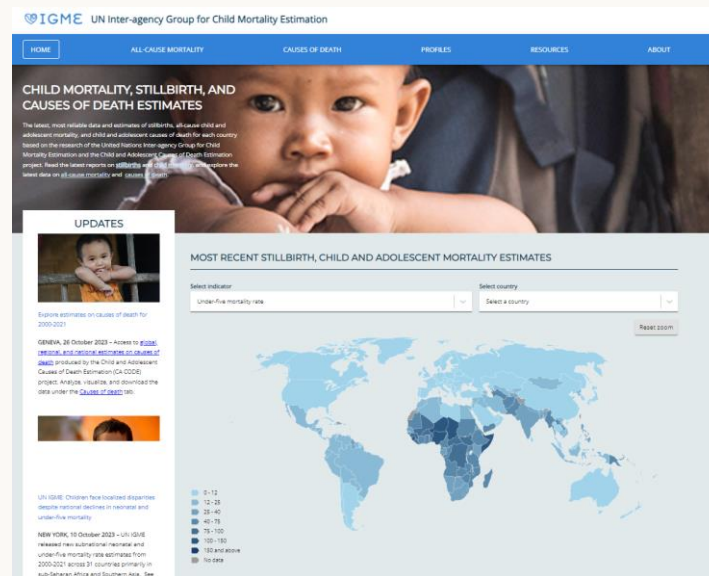 IGME UN Inter-agency Group for Child Mortality Estimation
HOME ALL-CAUSE MORTALITY CAUSES OF DEATH PROFILES RESOURCES ABOUT
CHILD MORTALITY, STILLBIRTH, AND
CAUSES OF DEATH ESTIMATES
The latest, most reliable data and estimates of stillbirths, all-cause child and
adolescent mortality, and child and adolescent causes of death for each country
based on the research of the United Nations Inter-agency Group for Child
Mortality Estimation and the Child and Adolescent Causes of Death Estimation
project. Read the latest reports on stillbirths and child mortality, and explore the
latest data on all-cause mortality and causes of death
UPDATES
Explore estimates on causes of death for
2000-2021
GENEVA, 26 October 2023 – Access to global,
regional, and national estimates on causes of
death produced by the Child and Adolescent
Causes of Death Estimation (CA CODE)
project. Analyze, visualize, and download the
data under the Causes of death tab.
UN IGME: Children face localized disparities
despite national declines in neonatal and
under-five mortality
NEW YORK, 10 October 2023 – UN IGME
released new subnational neonatal and
under-five mortality rate estimates from
2000-2021 across 31 countries primarily in
sub-Saharan Africa and Southern Asia. See
MOST RECENT STILLBIRTH, CHILD AND ADOLESCENT MORTALITY ESTIMATES
Select indicator
Under-five mortality rate
Select country
Select a country
Reset zoom
0 - 12
12 - 25
25 - 40
40 - 75
75 - 100
100 - 150
150 and above
No data